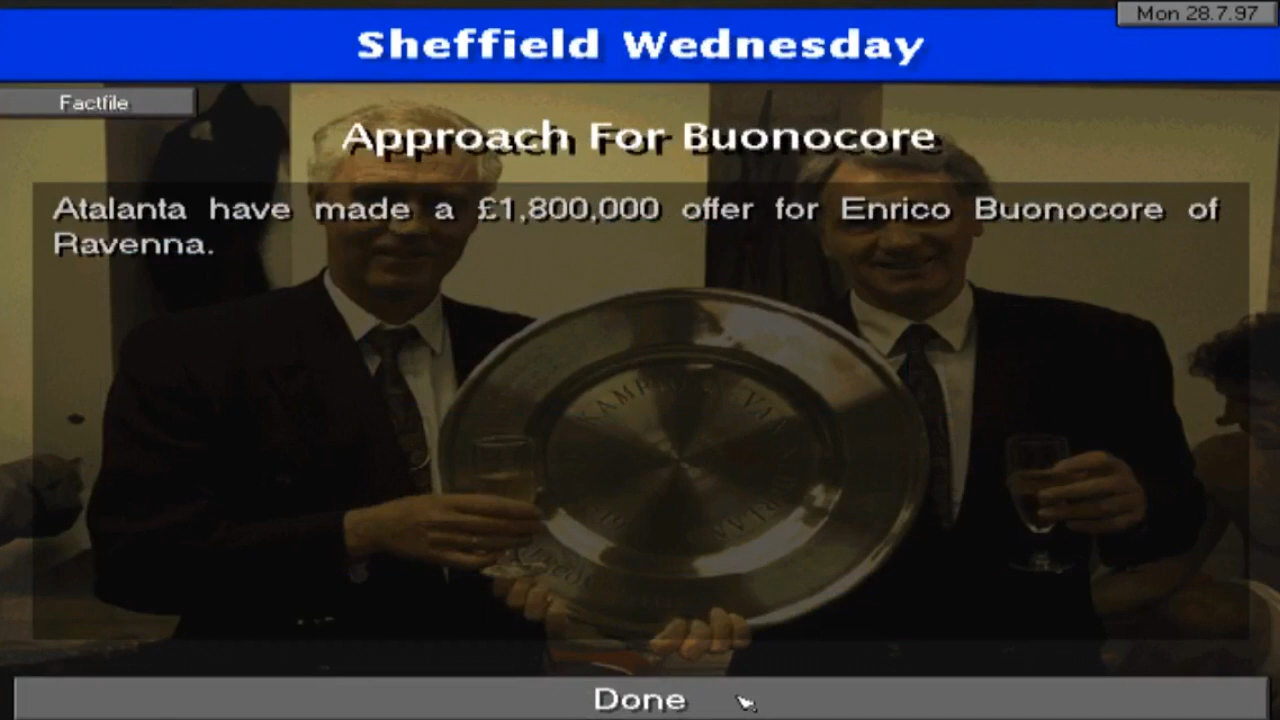 Mon 28.7.97
Sheffield Wednesday
Factfile
Approach For Buonocore
Atalanta have made a £1,800,000 offer for Enrico Buonocore of
Ravenna.
Done